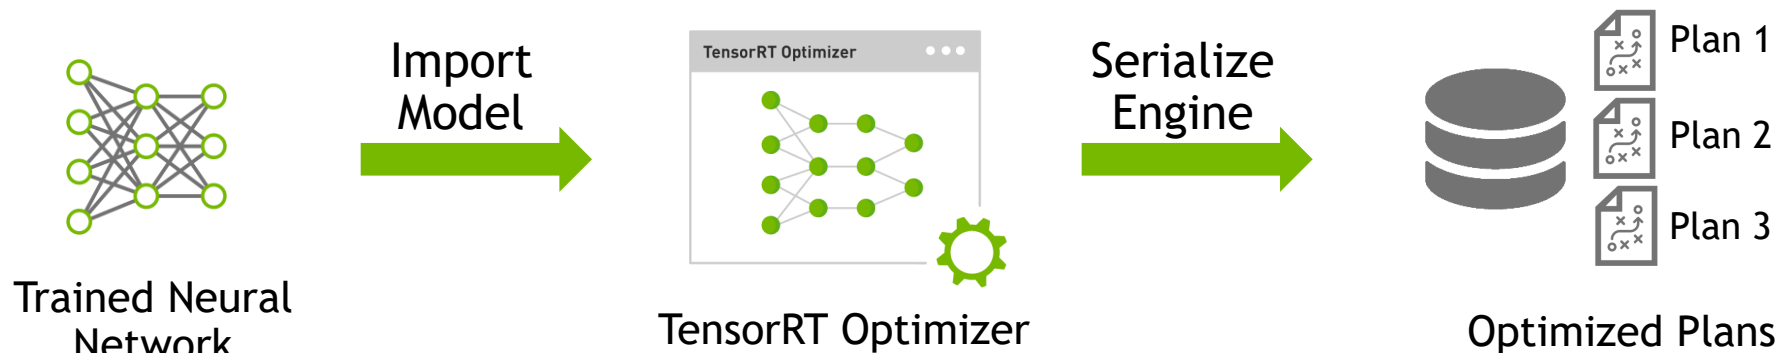 Import
Model
TensorRT Optimizer
Serialize
Engine
Plan 1
Plan 2
Plan 3
Trained Neural
Network
TensorRT Optimizer
Optimized Plans